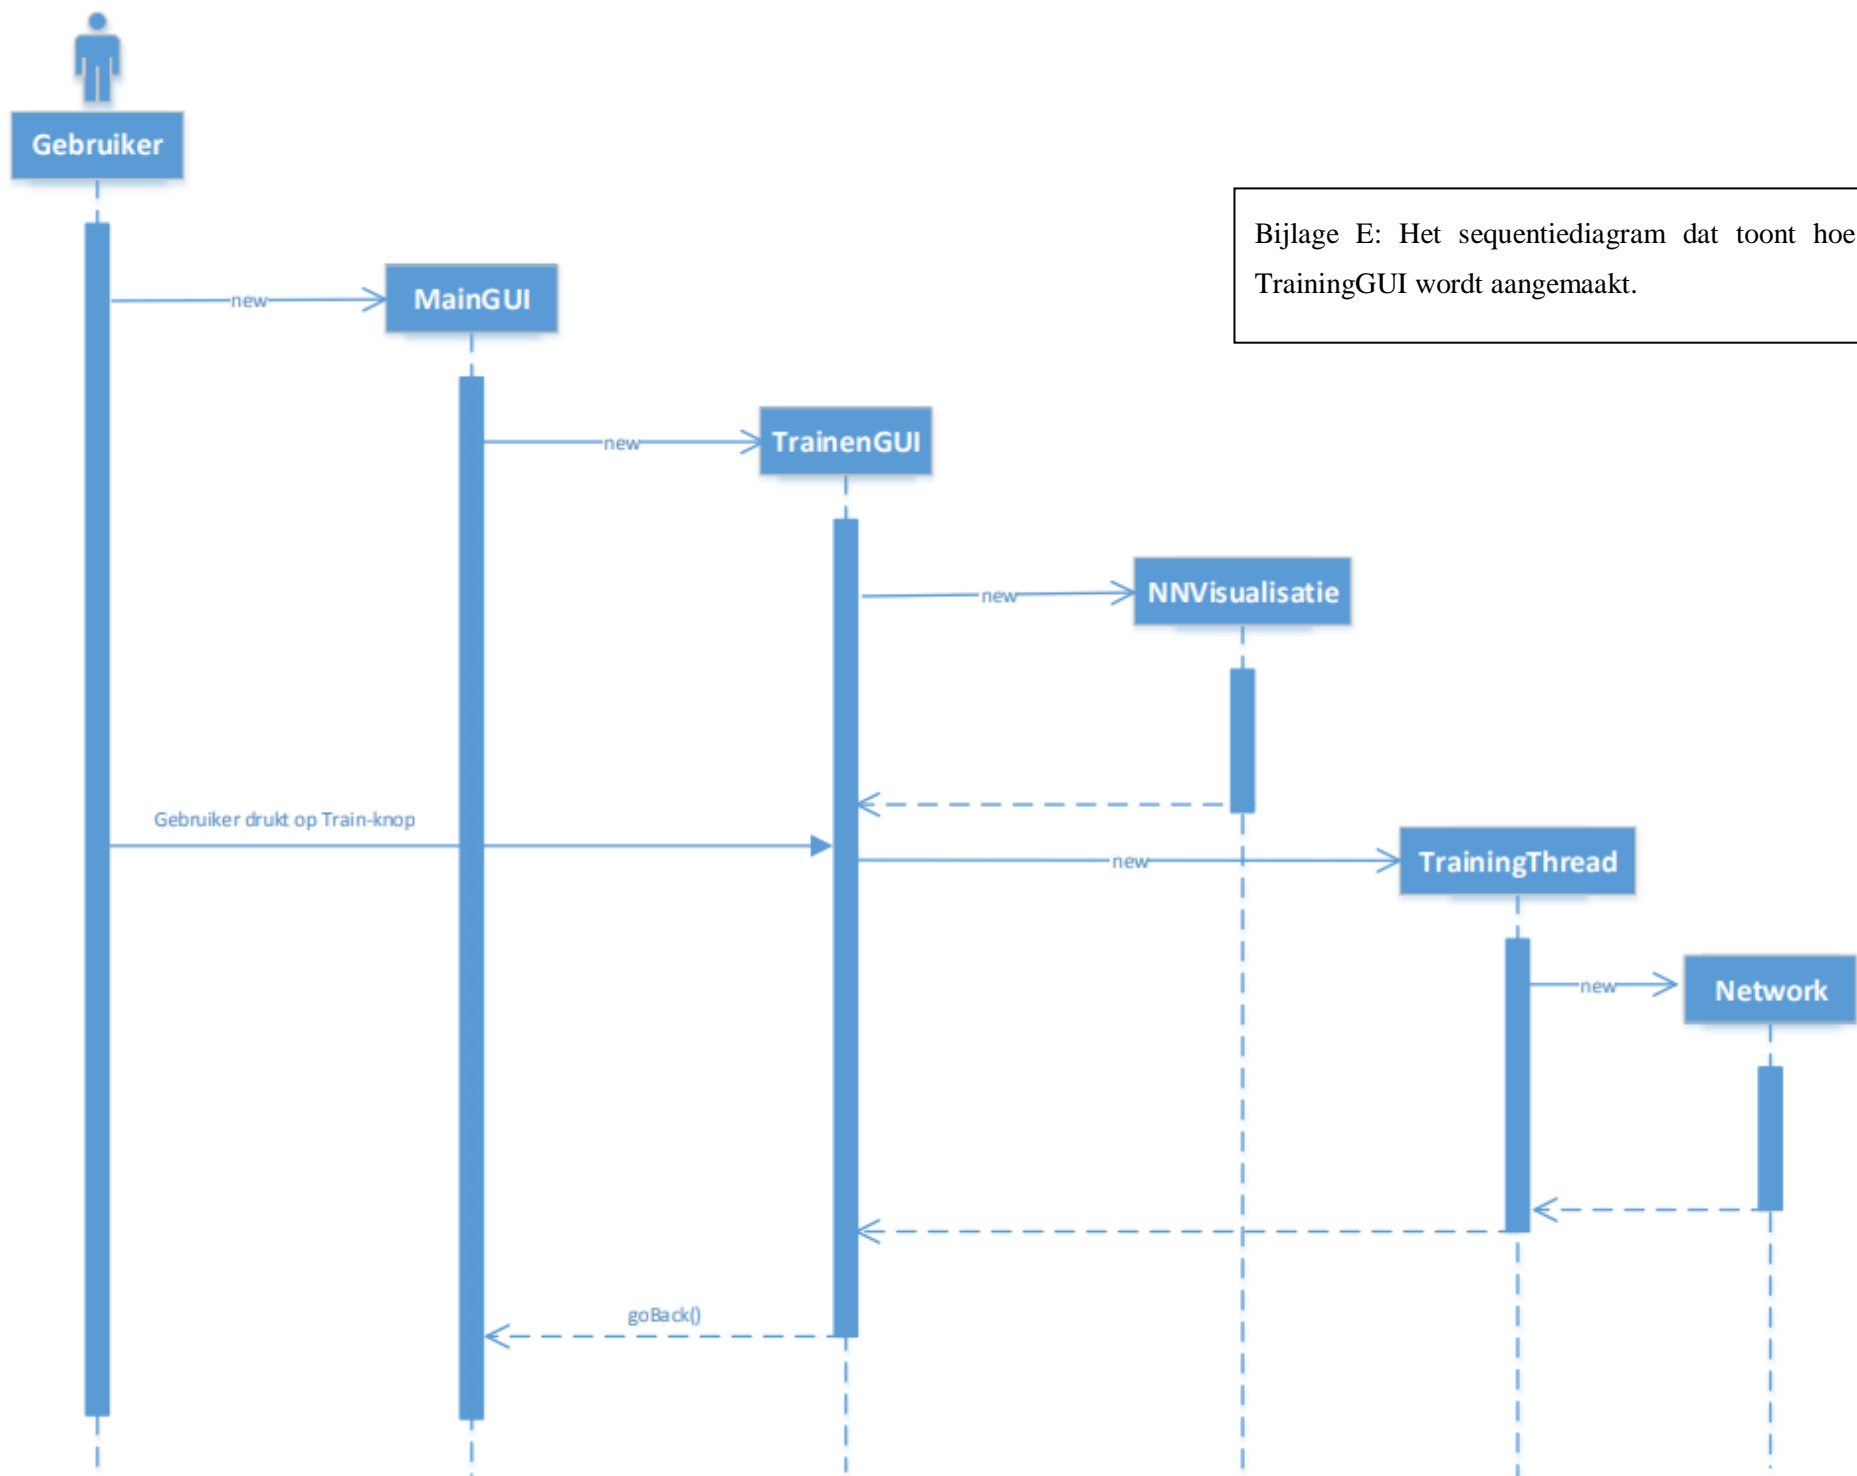 Gebruiker
Bijlage E: Het sequentiediagram dat toont hoe
TrainingGUI wordt aangemaakt.
new
MainGUI
new
TrainenGUI
new
NNVisualisatie
Gebruiker drukt op Train-knop
new
TrainingThread
new
Network
goBack()